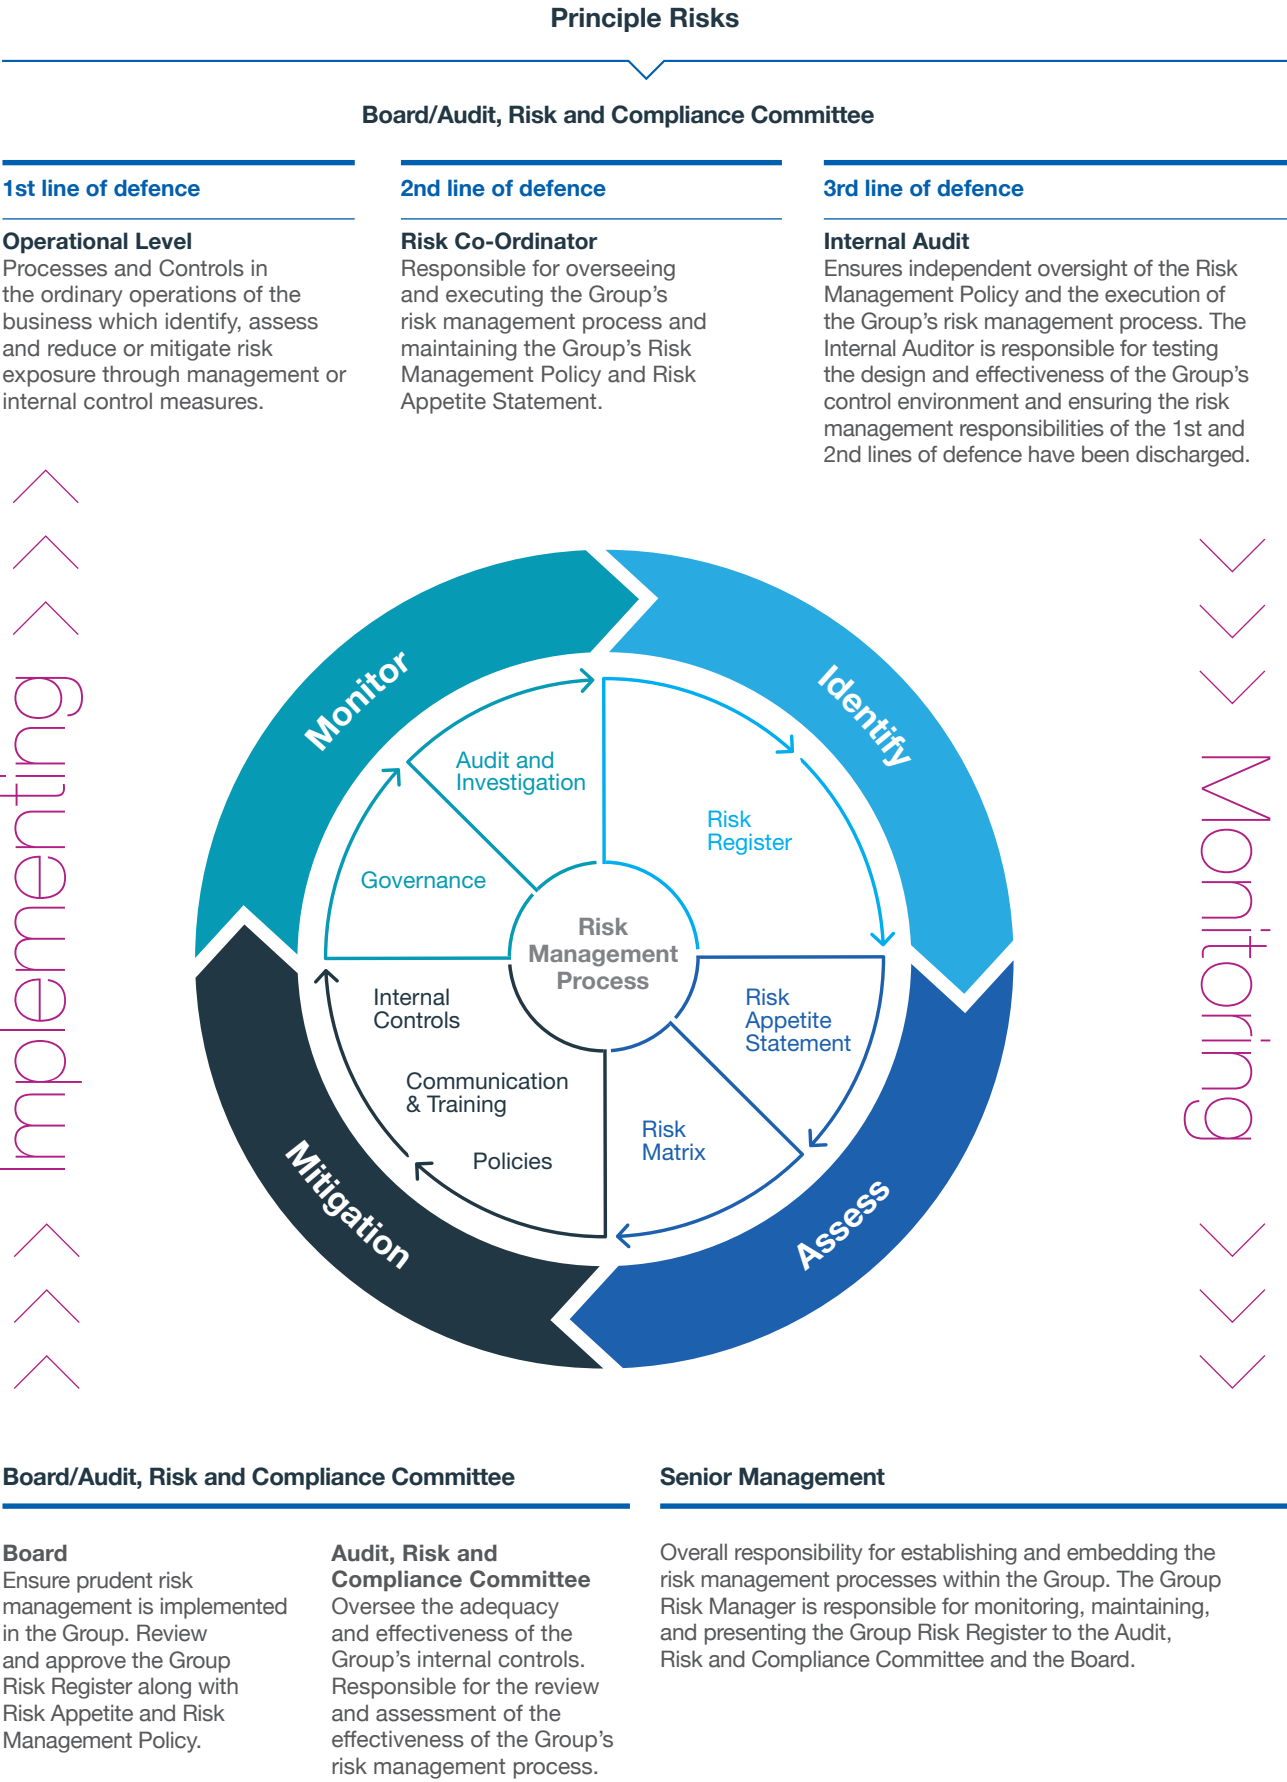 Principle Risks
Board/Audit, Risk and Compliance Committee
1st line of defence
Operational Level
Processes and Controls in
the ordinary operations of the
business which identify, assess
and reduce or mitigate risk
exposure through management or
internal control measures.
2nd line of defence
Risk Co-Ordinator
Responsible for overseeing
and executing the Group’s
risk management process and
maintaining the Group’s Risk
Management Policy and Risk
Appetite Statement.
3rd line of defence
Internal Audit
Ensures independent oversight of the Risk
Management Policy and the execution of
the Group’s risk management process. The
Internal Auditor is responsible for testing
the design and effectiveness of the Group’s
control environment and ensuring the risk
management responsibilities of the 1st and
2nd lines of defence have been discharged.
Implementing
Monitor
Identify
Audit and
Investigation
Risk
Register
Governance
Risk
Management
Process
Internal
Controls
Risk
Appetite
Statement
Communication
& Training
Risk
Matrix
Policies
Mitigation
Assess
Monitoring
Board/Audit, Risk and Compliance Committee
Board
Ensure prudent risk
management is implemented
in the Group. Review
and approve the Group
Risk Register along with
Risk Appetite and Risk
Management Policy.
Audit, Risk and
Compliance Committee
Oversee the adequacy
and effectiveness of the
Group’s internal controls.
Responsible for the review
and assessment of the
effectiveness of the Group’s
risk management process.
Senior Management
Overall responsibility for establishing and embedding the
risk management processes within the Group. The Group
Risk Manager is responsible for monitoring, maintaining,
and presenting the Group Risk Register to the Audit,
Risk and Compliance Committee and the Board.